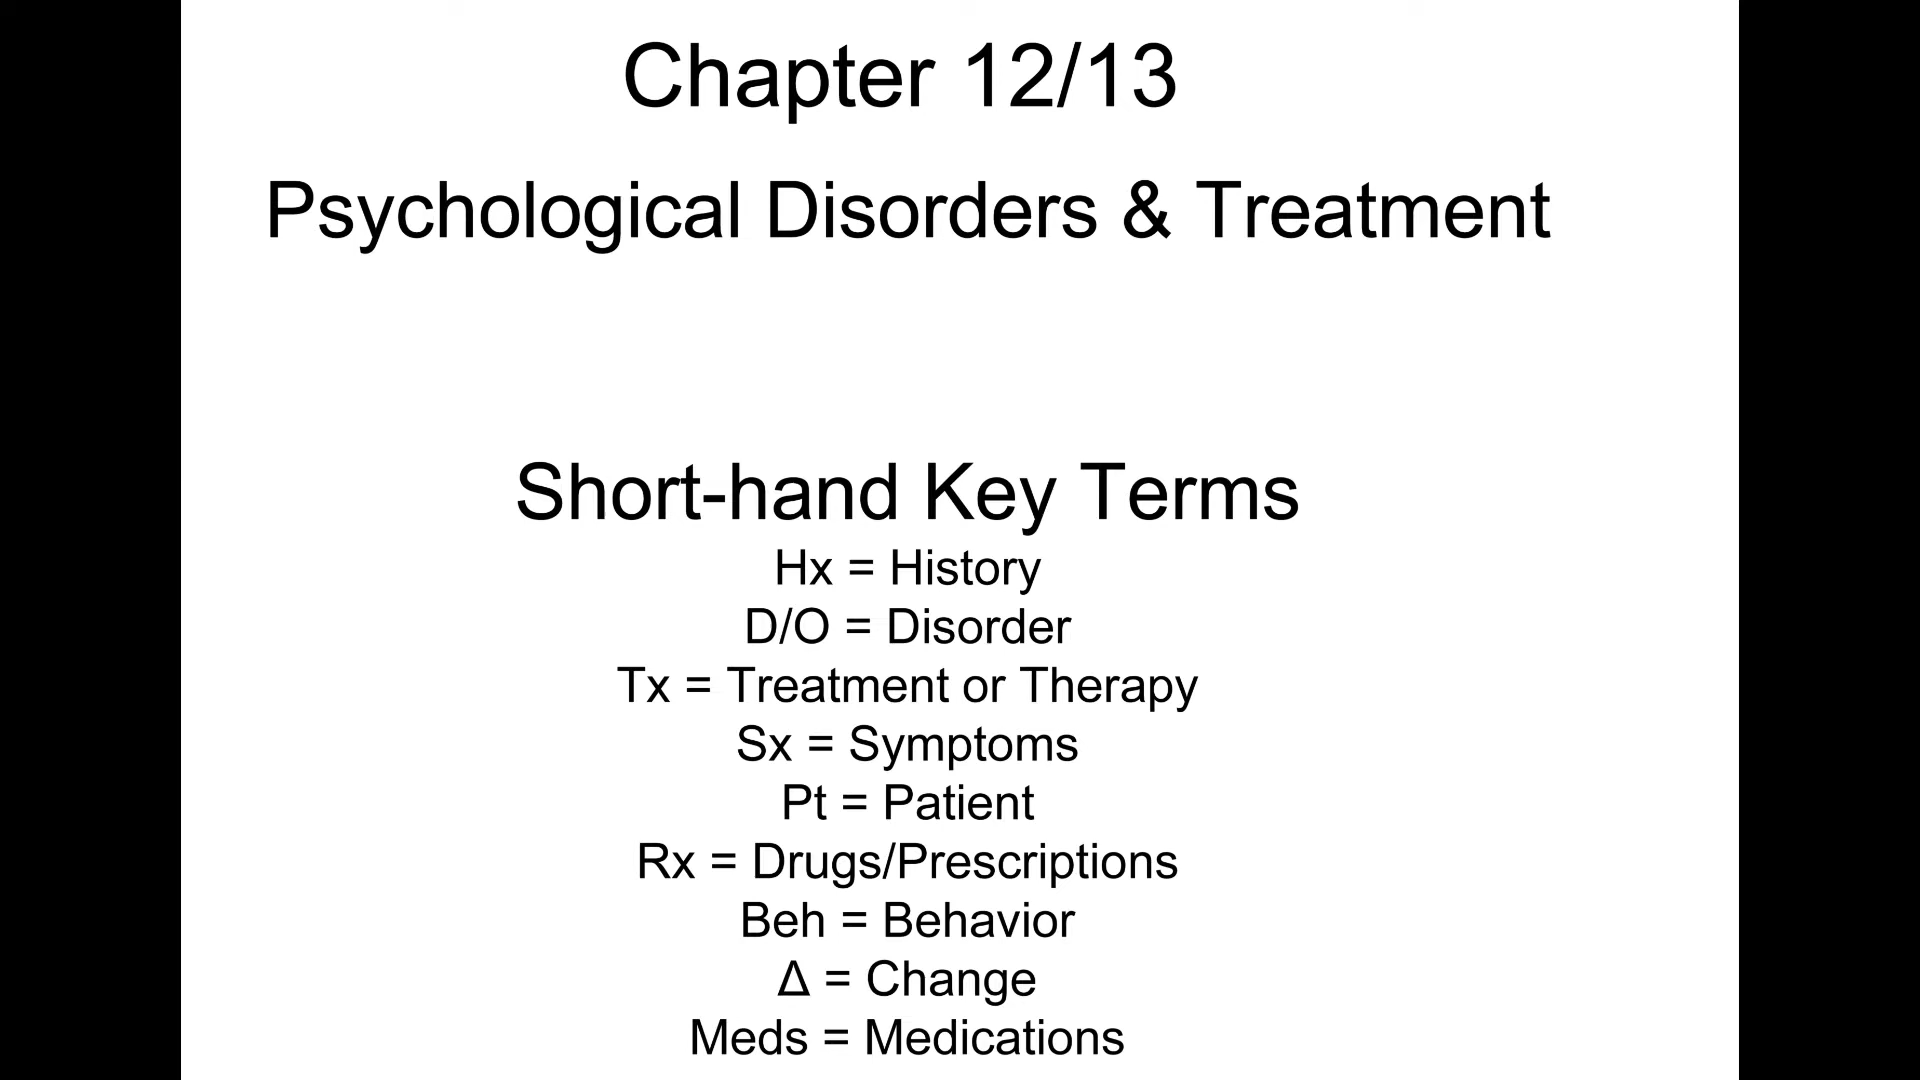 Chapter 12/13
Psychological Disorders & Treatment
Short-hand Key Terms
Hx = History
D/O = Disorder
Tx = Treatment or Therapy
Sx = Symptoms
Pt = Patient
Rx = Drugs/Prescriptions
Beh = Behavior
Δ = Change
Meds = Medications